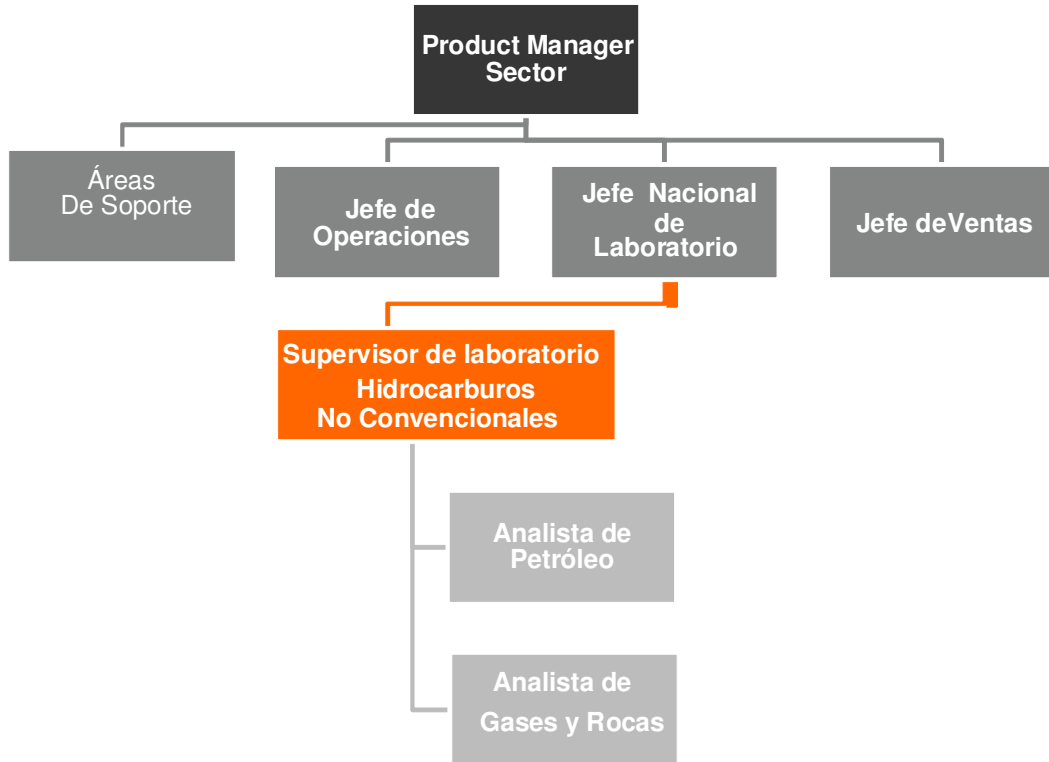 Product Manager
Sector
Áreas
De Soporte
Jefe de
Operaciones
Jefe Nacional
de
Laboratorio
Jefe deVentas
Supervisor de laboratorio
Hidrocarburos
No Convencionales
Analista de
Petróleo
Analista de
Gases y Rocas